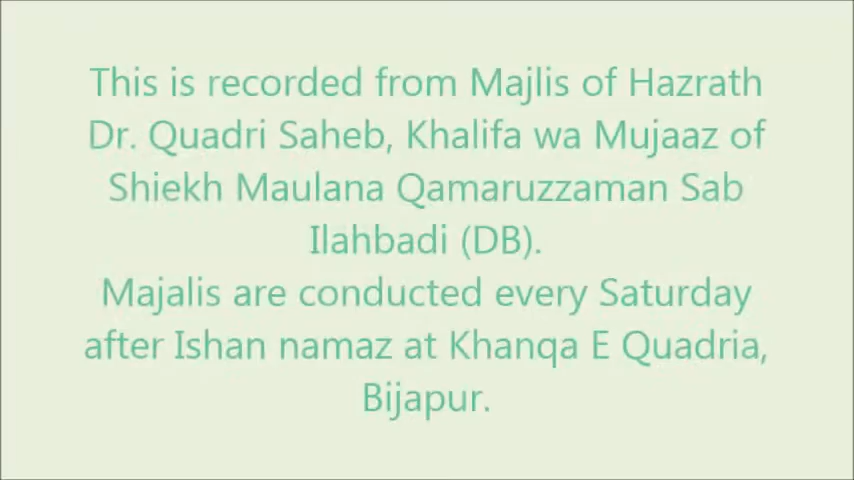 This is recorded from Majlis of Hazrath
Dr. Quadri Saheb, Khalifa wa Mujaaz of
Shiekh Maulana Qamaruzzaman Sab
Ilahbadi (DB).
Majalis are conducted every Saturday
after Ishan namaz at Khanqa E Quadria,
Bijapur.